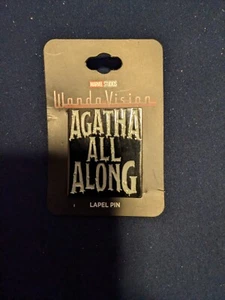 MARVEL STUDIOS
WandaVision
AGATHA
ALL
ALONG
LAPEL PIN